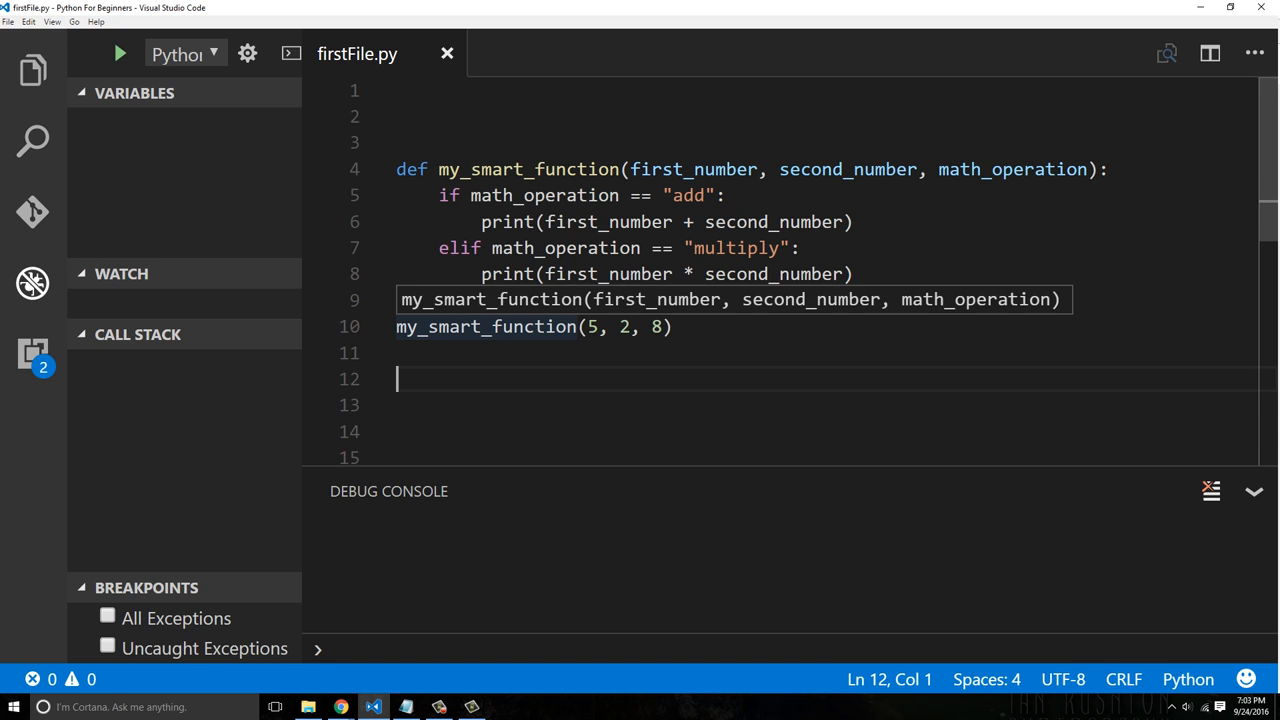 firstFile.py - Python For Beginners - Visual Studio Code
File Edit View Go Help
Pythor
firstFile.py
VARIABLES
WATCH
CALL STACK
2
BREAKPOINTS
All Exceptions
Uncaught Exceptions
1
2
3
4 def my_smart_function(first_number, second_number, math_operation):
5 if math_operation == "add":
6 print(first_number + second_number)
7 elif math_operation == "multiply":
8 print(first_number * second_number)
9 my_smart_function(first_number, second_number, math_operation)
10 my_smart_function(5, 2, 8)
11
12
13
14
15
DEBUG CONSOLE
0 0
Ln 12, Col 1 Spaces: 4 UTF-8 CRLF Python
I'm Cortana. Ask me anything.
7:03 PM
9/24/2016